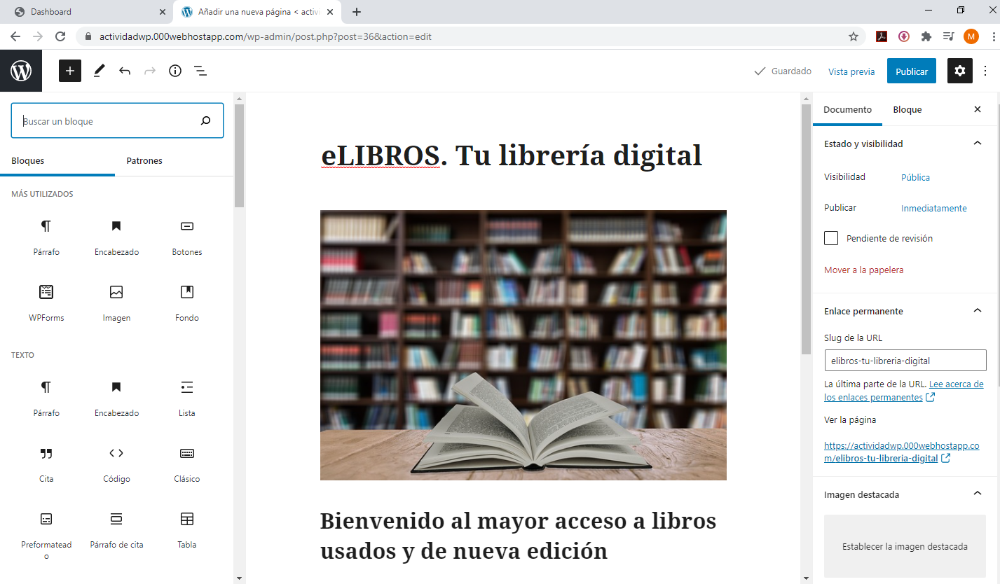 Dashboard
Añadir una nueva página < activi
actividadwp.000webhostapp.com/wp-admin/post.php?post=36&action=edit
M
Guardado
Vista previa
Publicar
Buscar un bloque
Bloques
Patrones
MÁS UTILIZADOS
Párrafo
Encabezado
Botones
WPForms
Imagen
Fondo
TEXTO
Párrafo
Encabezado
Lista
Cita
Código
Clásico
Preformatead
o
Párrafo de cita
Tabla
eLIBROS. Tu librería digital
Bienvenido al mayor acceso a libros
usados y de nueva edición
Documento
Bloque
Estado y visibilidad
Visibilidad
Pública
Publicar
Inmediatamente
Pendiente de revisión
Mover a la papelera
Enlace permanente
Slug de la URL
elibros-tu-libreria-digital
La última parte de la URL. Lee acerca de
los enlaces permanentes
Ver la página
https://actividadwp.000webhostapp.co
m/elibros-tu-libreria-digital
Imagen destacada
Establecer la imagen destacada